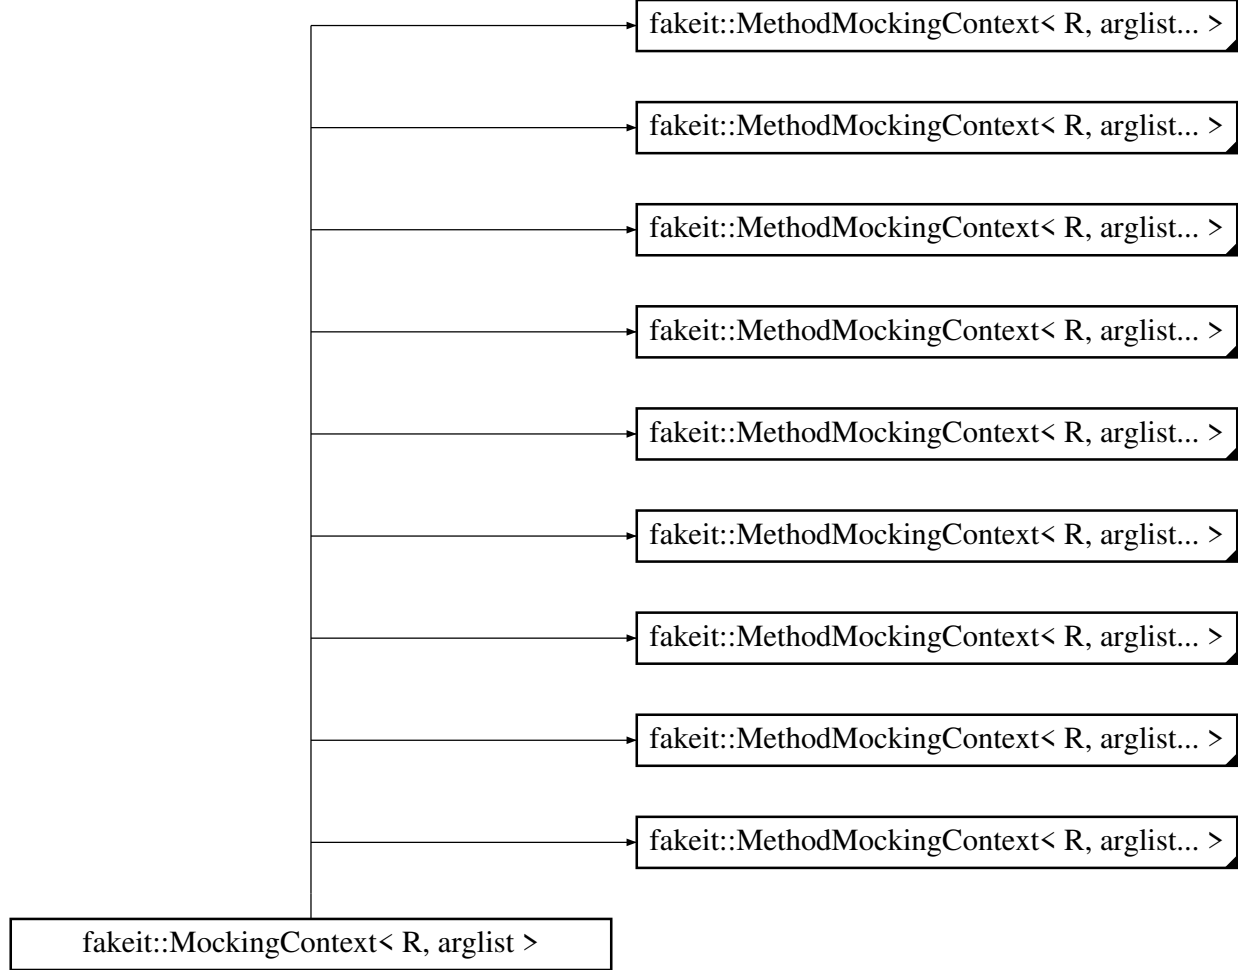 fakeit::MethodMockingContext< R, arglist... >
fakeit::MethodMockingContext< R, arglist... >
fakeit::MethodMockingContext< R, arglist... >
fakeit::MethodMockingContext< R, arglist... >
fakeit::MethodMockingContext< R, arglist... >
fakeit::MethodMockingContext< R, arglist... >
fakeit::MethodMockingContext< R, arglist... >
fakeit::MethodMockingContext< R, arglist... >
fakeit::MethodMockingContext< R, arglist... >
fakeit::MockingContext< R, arglist >